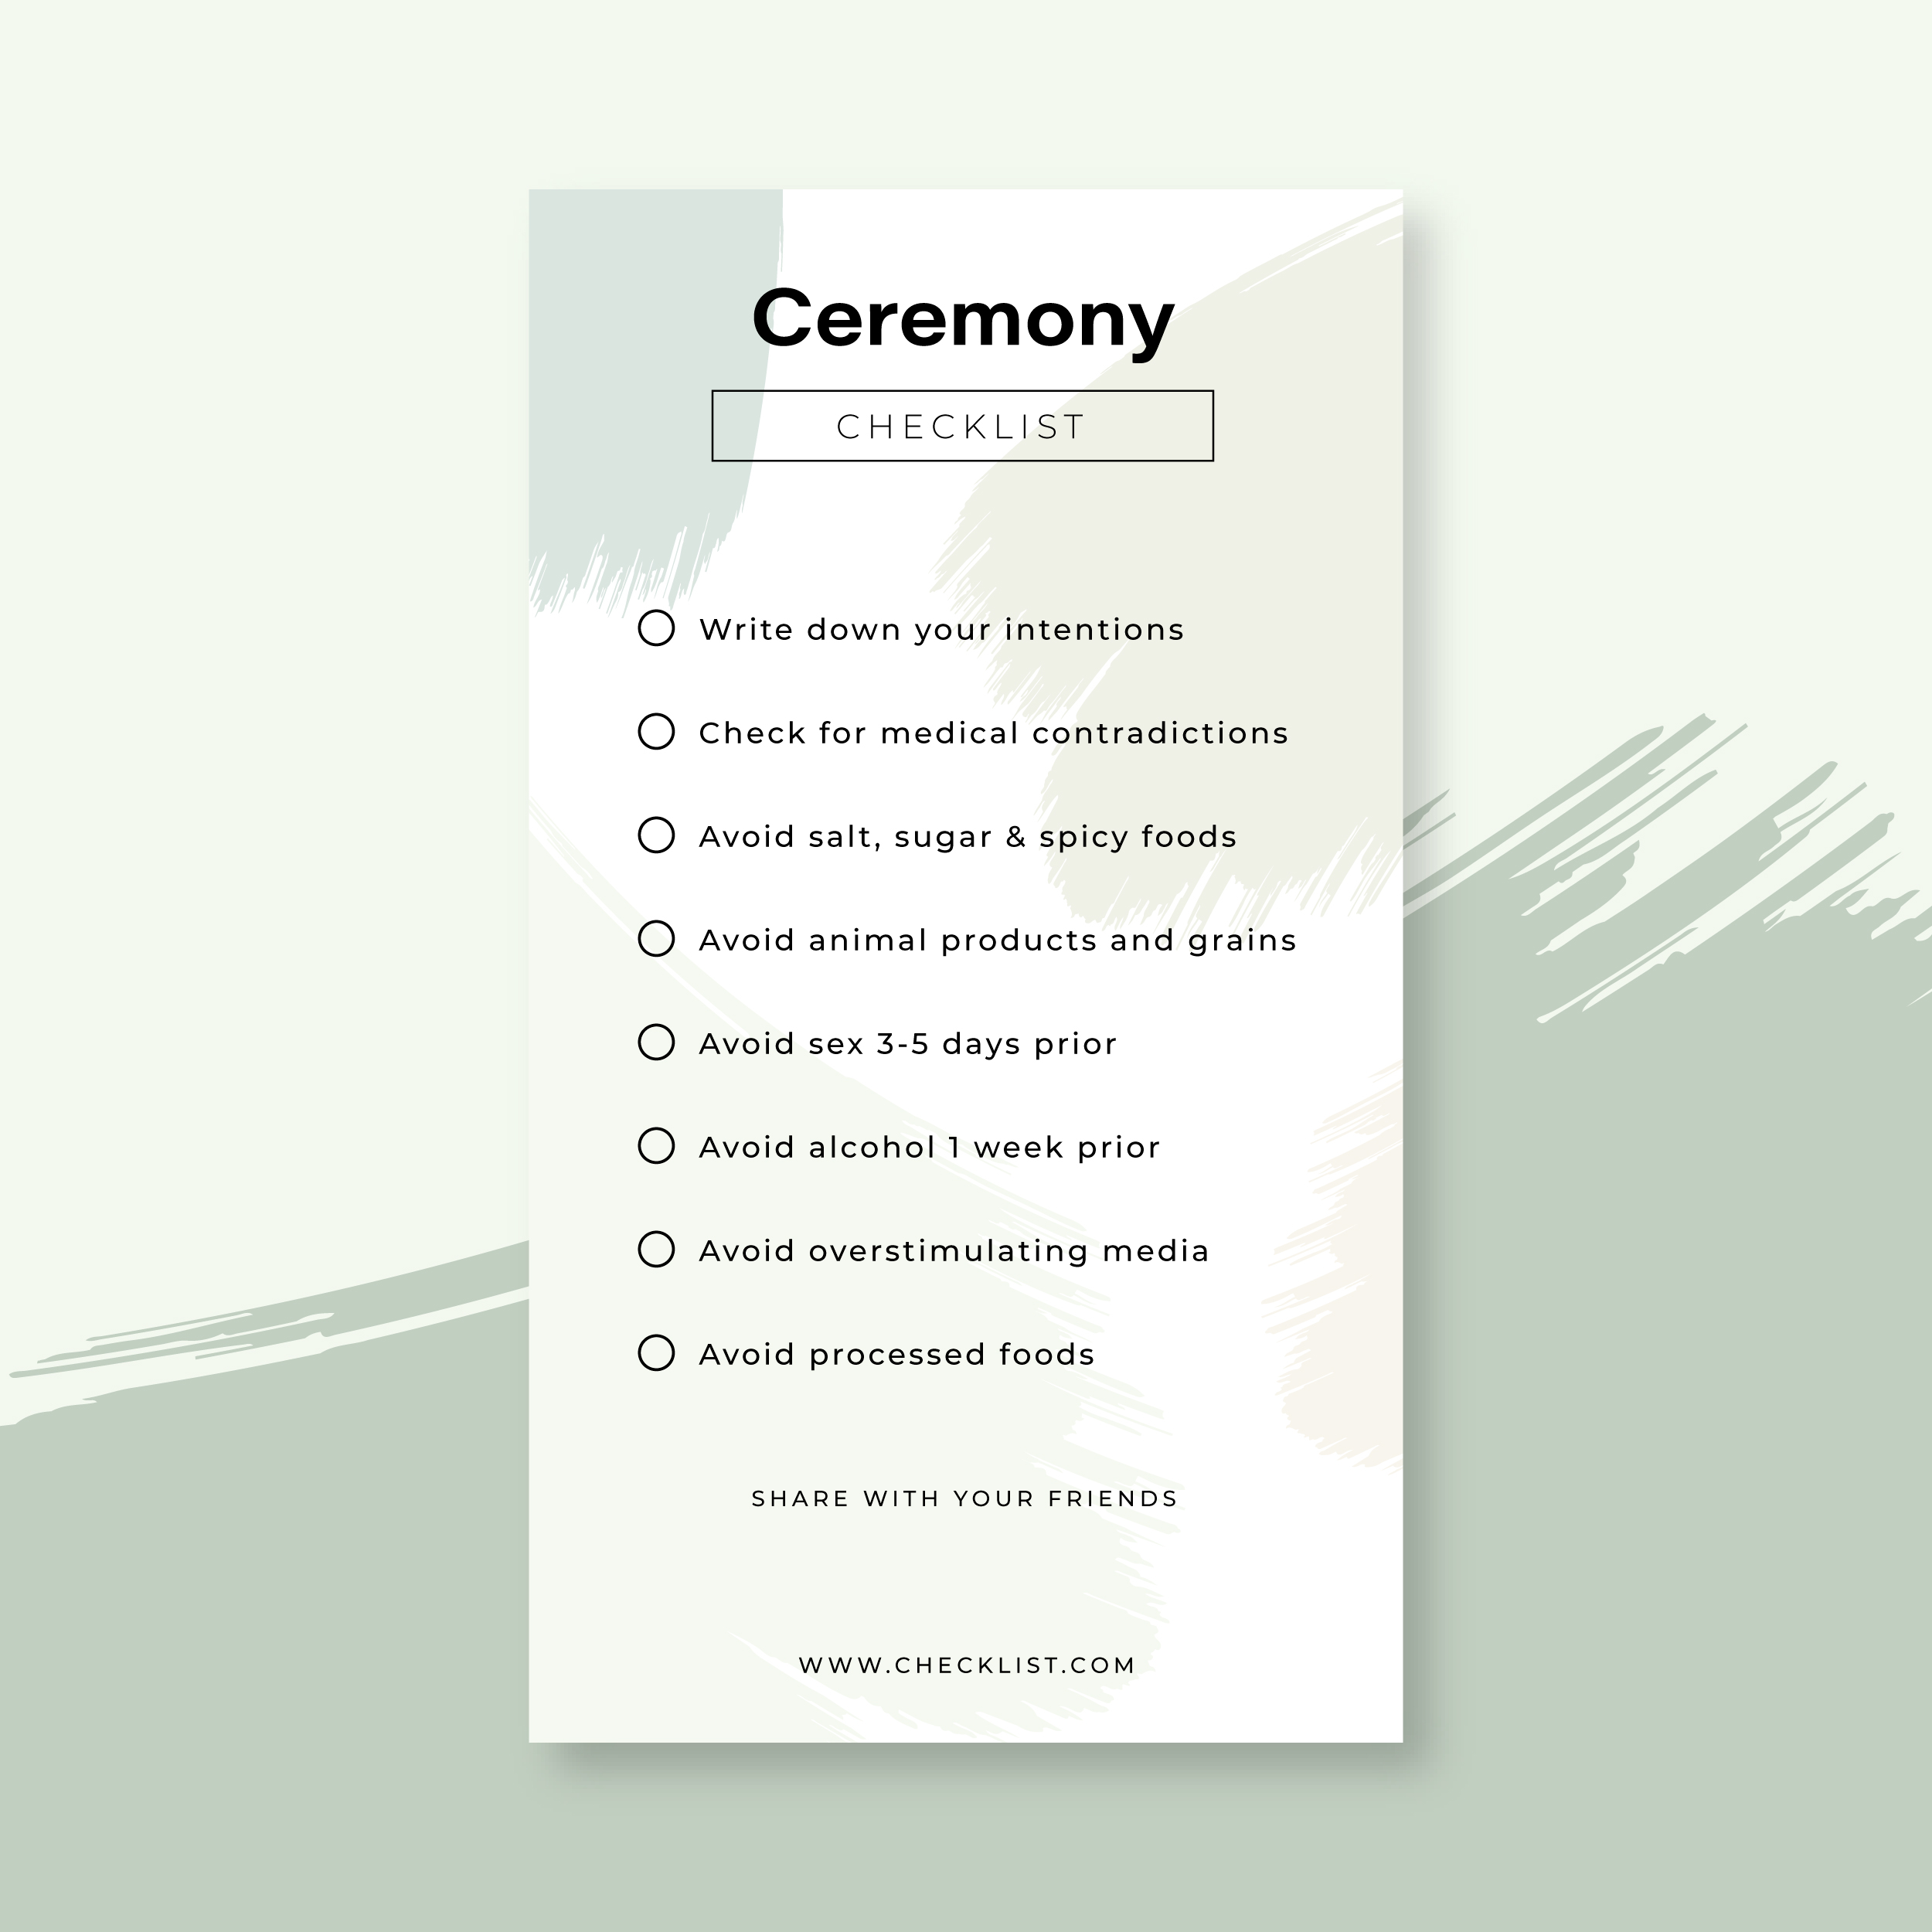 Ceremony
CHECKLIST
Write down your intentions
Check for medical contradictions
Avoid salt, sugar & spicy foods
Avoid animal products and grains
Avoid sex 3-5 days prior
Avoid alcohol 1 week prior
Avoid overstimulating media
Avoid processed foods
SHARE WITH YOUR FRIENDS
WWW.CHECKLIST.COM